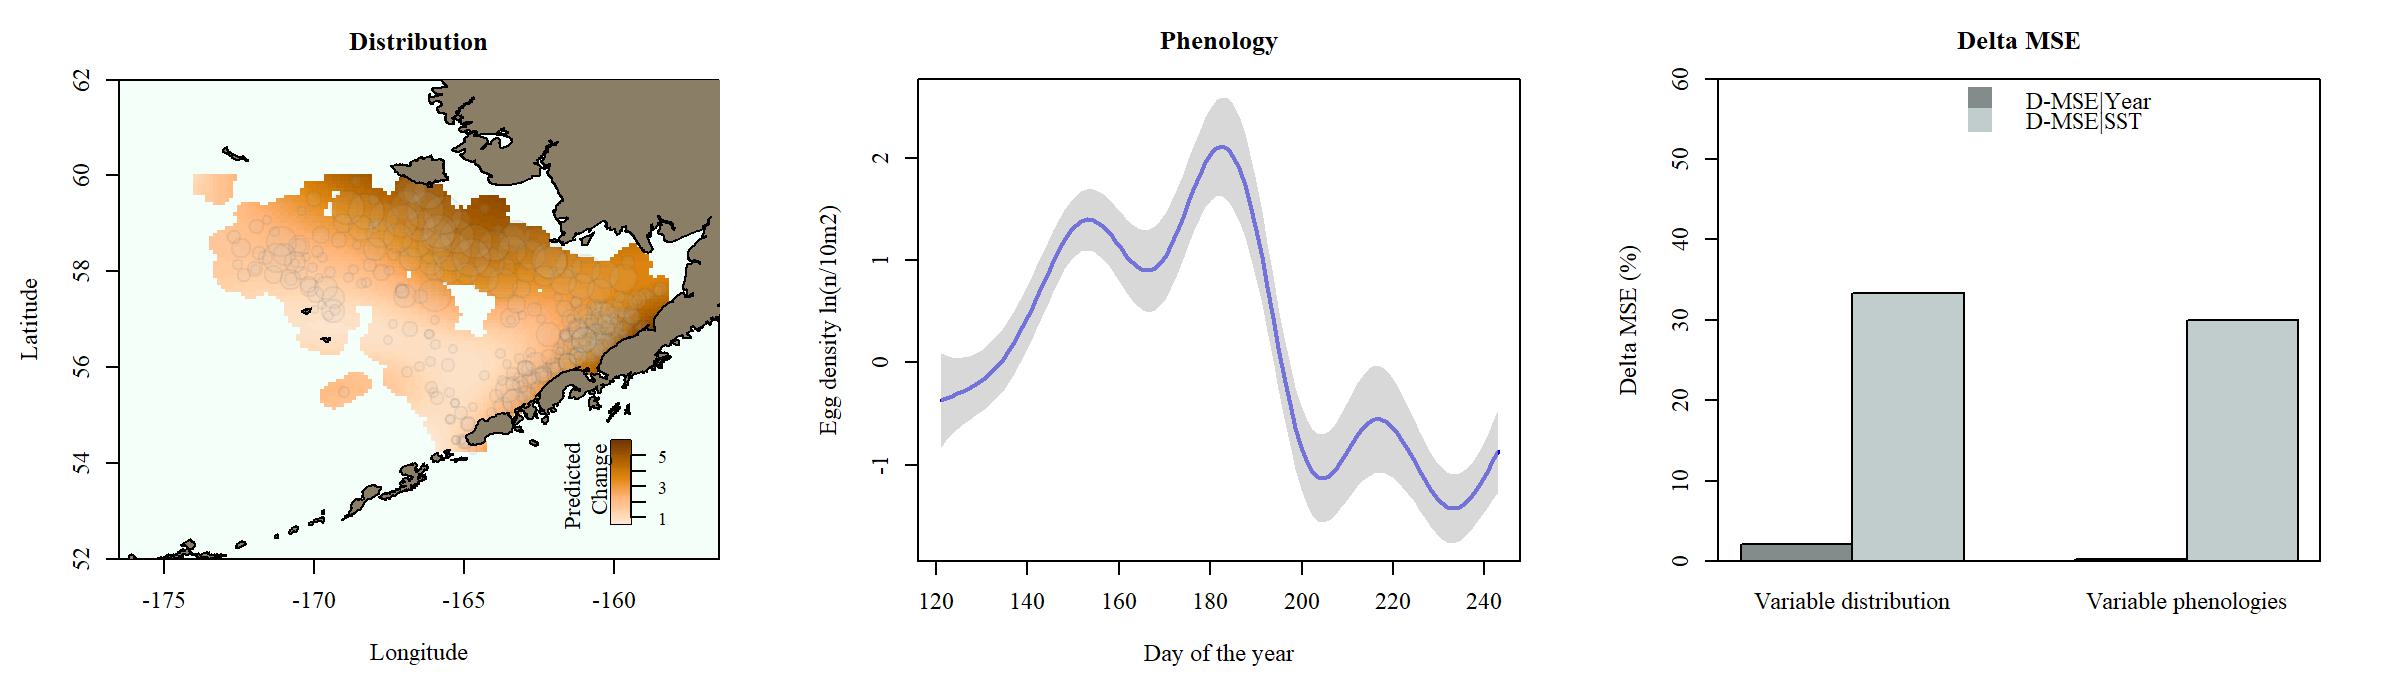 Distribution
62
60
58
56
54
52
Latitude
-175
-170
-165
-160
Longitude
Predicted
Change
5
3
1
Phenology
2
1
0
-1
Egg density ln(n/10m2)
120
140
160
180
200
220
240
Day of the year
Delta MSE
60
50
40
30
20
10
0
Delta MSE (%)
D-MSE|Year
D-MSE|SST
Variable distribution
Variable phenologies